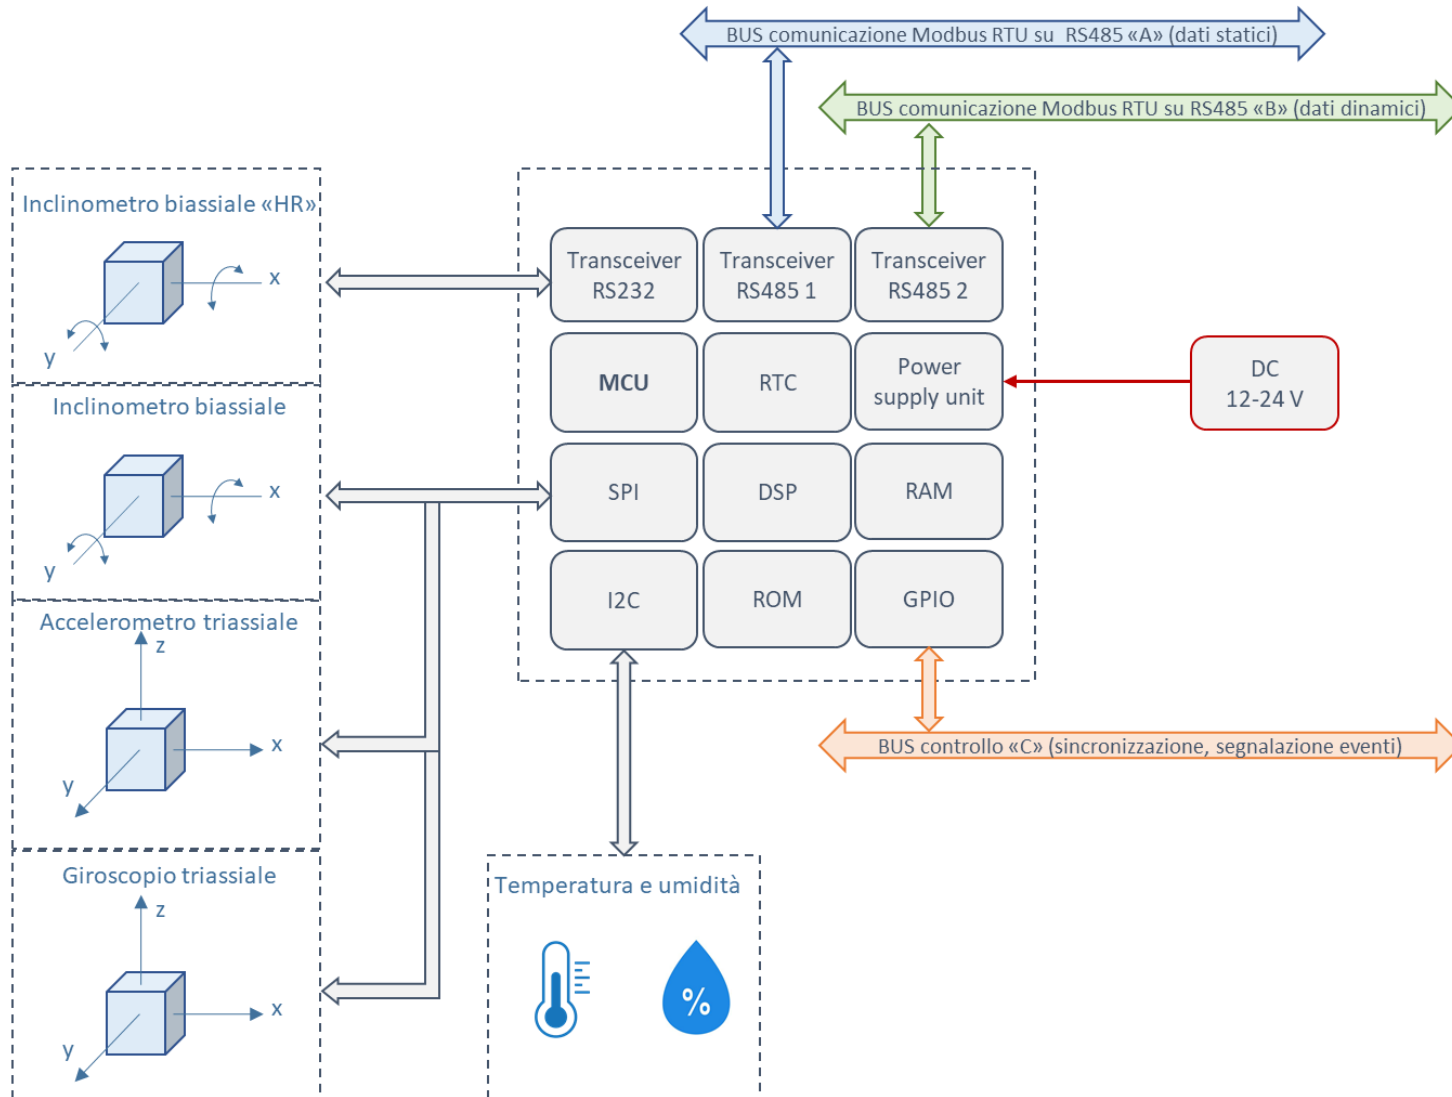 BUS comunicazione Modbus RTU su RS485 «A» (dati statici)
BUS comunicazione Modbus RTU su RS485 «B» (dati dinamici)
Inclinometro biassiale «HR»
x
y
Inclinometro biassiale
x
y
Accelerometro triassiale
z
x
y
Giroscopio triassiale
z
x
y
Transceiver
RS232
Transceiver
RS485 1
Transceiver
RS485 2
MCU
RTC
Power
supply unit
SPI
DSP
RAM
I2C
ROM
GPIO
DC
12-24 V
BUS controllo «C» (sincronizzazione, segnalazione eventi)
Temperatura e umidità
%